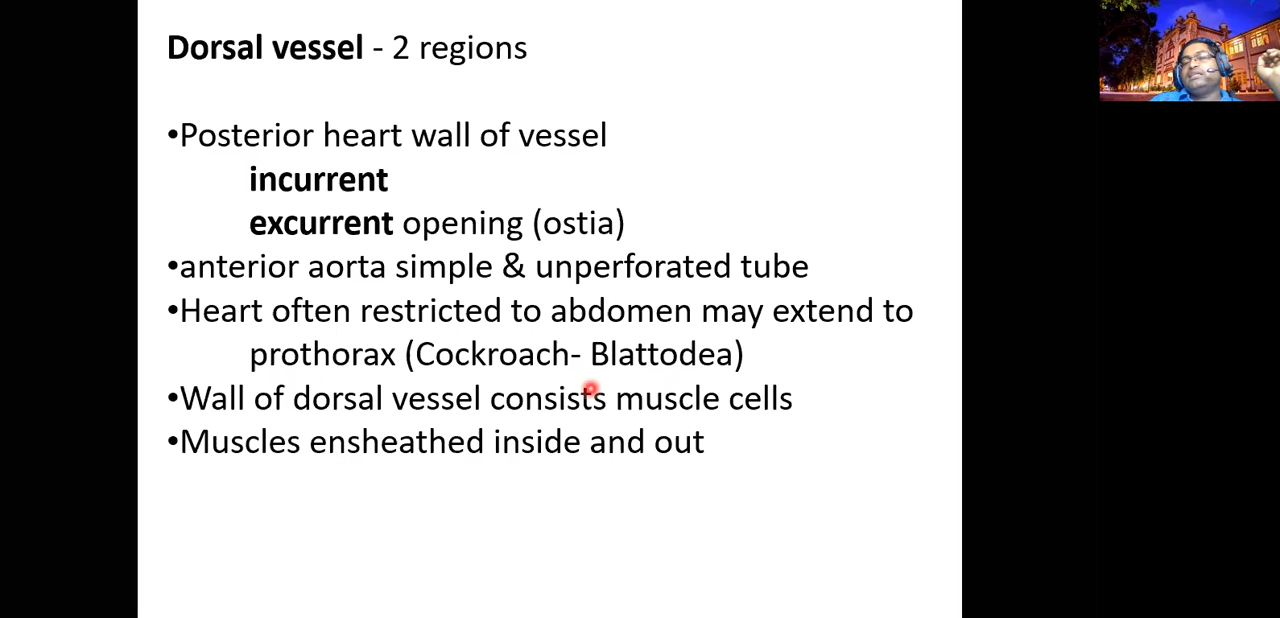 Dorsal vessel - 2 regions
•Posterior heart wall of vessel
incurrent
excurrent opening (ostia)
•anterior aorta simple & unperforated tube
•Heart often restricted to abdomen may extend to
prothorax (Cockroach- Blattodea)
•Wall of dorsal vessel consists muscle cells
•Muscles ensheathed inside and out